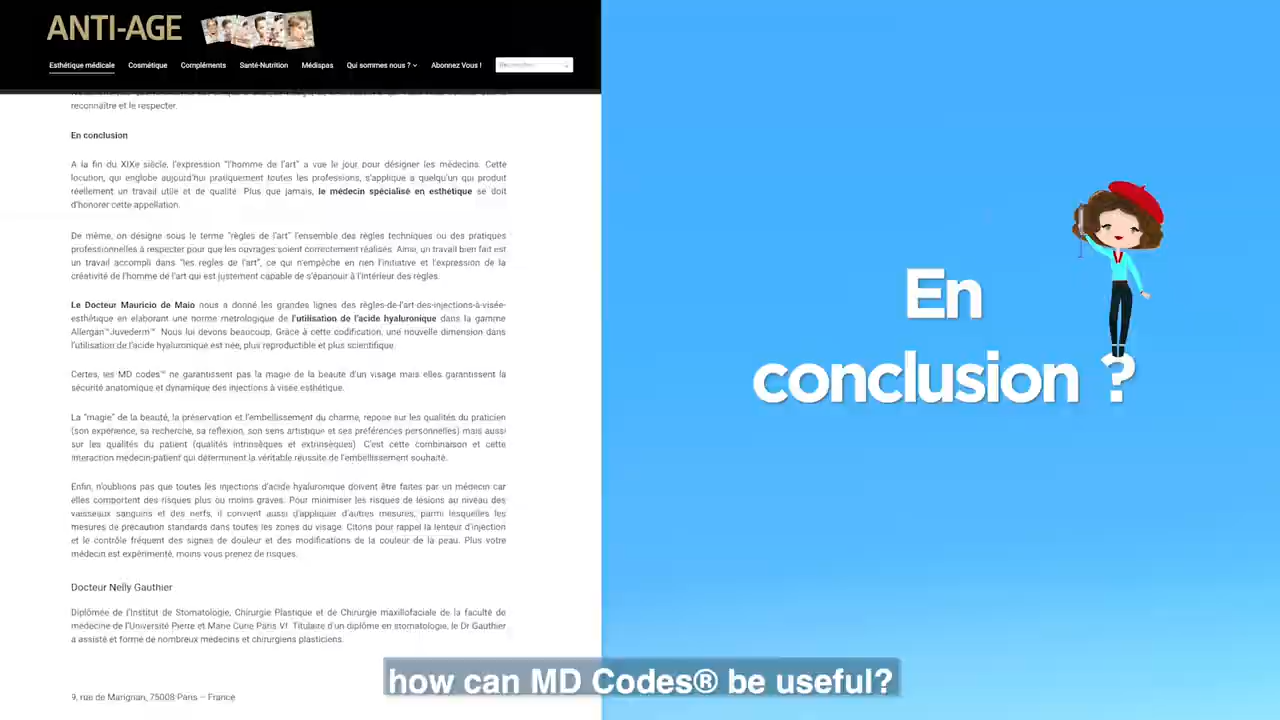 ANTI-AGE
Esthétique médicale Cosmétique Compléments Santé-Nutrition Médispas Qui sommes nous ? Abonnez Vous !
reconnaître et le respecter.
En conclusion
A la fin du XIXe siècle, l'expression "l'homme de l'art" a vue le jour pour désigner les médecins. Cette
locution, qui englobe aujourd'hui pratiquement toutes les professions, s'applique a quelqu'un qui produit
réellement un travail utile et de qualité. Plus que jamais, le médecin spécialisé en esthétique se doit
d'honorer cette appellation.
De même, on désigne sous le terme "règles de l'art" l'ensemble des règles techniques ou des pratiques
professionnelles à respecter pour que les ouvrages soient correctement réalisés. Ainsi, un travail bien fait est
un travail accompli dans "les regles de l'art", ce qui n'empêche en rien l'initiative et l'expression de la
créativité de l'homme de l'art qui est justement capable de s'épanouir à l'intérieur des règles.
Le Docteur Mauricio de Maio nous a donné les grandes lignes des règles-de-l'art-des-injections-à-visée-
esthétique en elaborant une norme metrologique de l'utilisation de l'acide hyaluronique dans la gamme
Allergan™Juvederm™. Nous lui devons beaucoup. Grâce à cette codification, une nouvelle dimension dans
l'utilisation de l'acide hyaluronique est née, plus reproductible et plus scientifique.
Certes, les MD codes™ ne garantissent pas la magie de la beauté d'un visage mais elles garantissent la
sécurité anatomique et dynamique des injections à visée esthétique.
La "magie" de la beauté, la préservation et l'embellissement du charme, repose sur les qualités du praticien
(son expérience, sa recherche, sa reflexion, son sens artistique et ses préférences personnelles) mais aussi
sur les qualités du patient (qualités intrinsèques et extrinsèques). C'est cette combinaison et cette
interaction médecin-patient qui déterminent la véritable réussite de l'embellissement souhaité.
Enfin, n'oublions pas que toutes les injections d'acide hyaluronique doivent être faites par un médecin car
elles comportent des risques plus ou moins graves. Pour minimiser les risques de lésions au niveau des
vaisseaux sanguins et des nerfs, il convient aussi d'appliquer d'autres mesures, parmi lesquelles les
mesures de précaution standards dans toutes les zones du visage. Citons pour rappel la lenteur d'injection
et le contrôle fréquent des signes de douleur et des modifications de la couleur de la peau. Plus votre
médecin est expérimenté, moins vous prenez de risques.
Docteur Nelly Gauthier
Diplômée de l'Institut de Stomatologie, Chirurgie Plastique et de Chirurgie maxillofaciale de la faculté de
médecine de l'Université Pierre et Marie Curie Paris VI. Titulaire d'un diplôme en stomatologie, le Dr Gauthier
a assisté et forme de nombreux médecins et chirurgiens plasticiens.
9, rue de Marignan, 75008 Paris – France
En
conclusion ?
how can MD Codes® be useful?